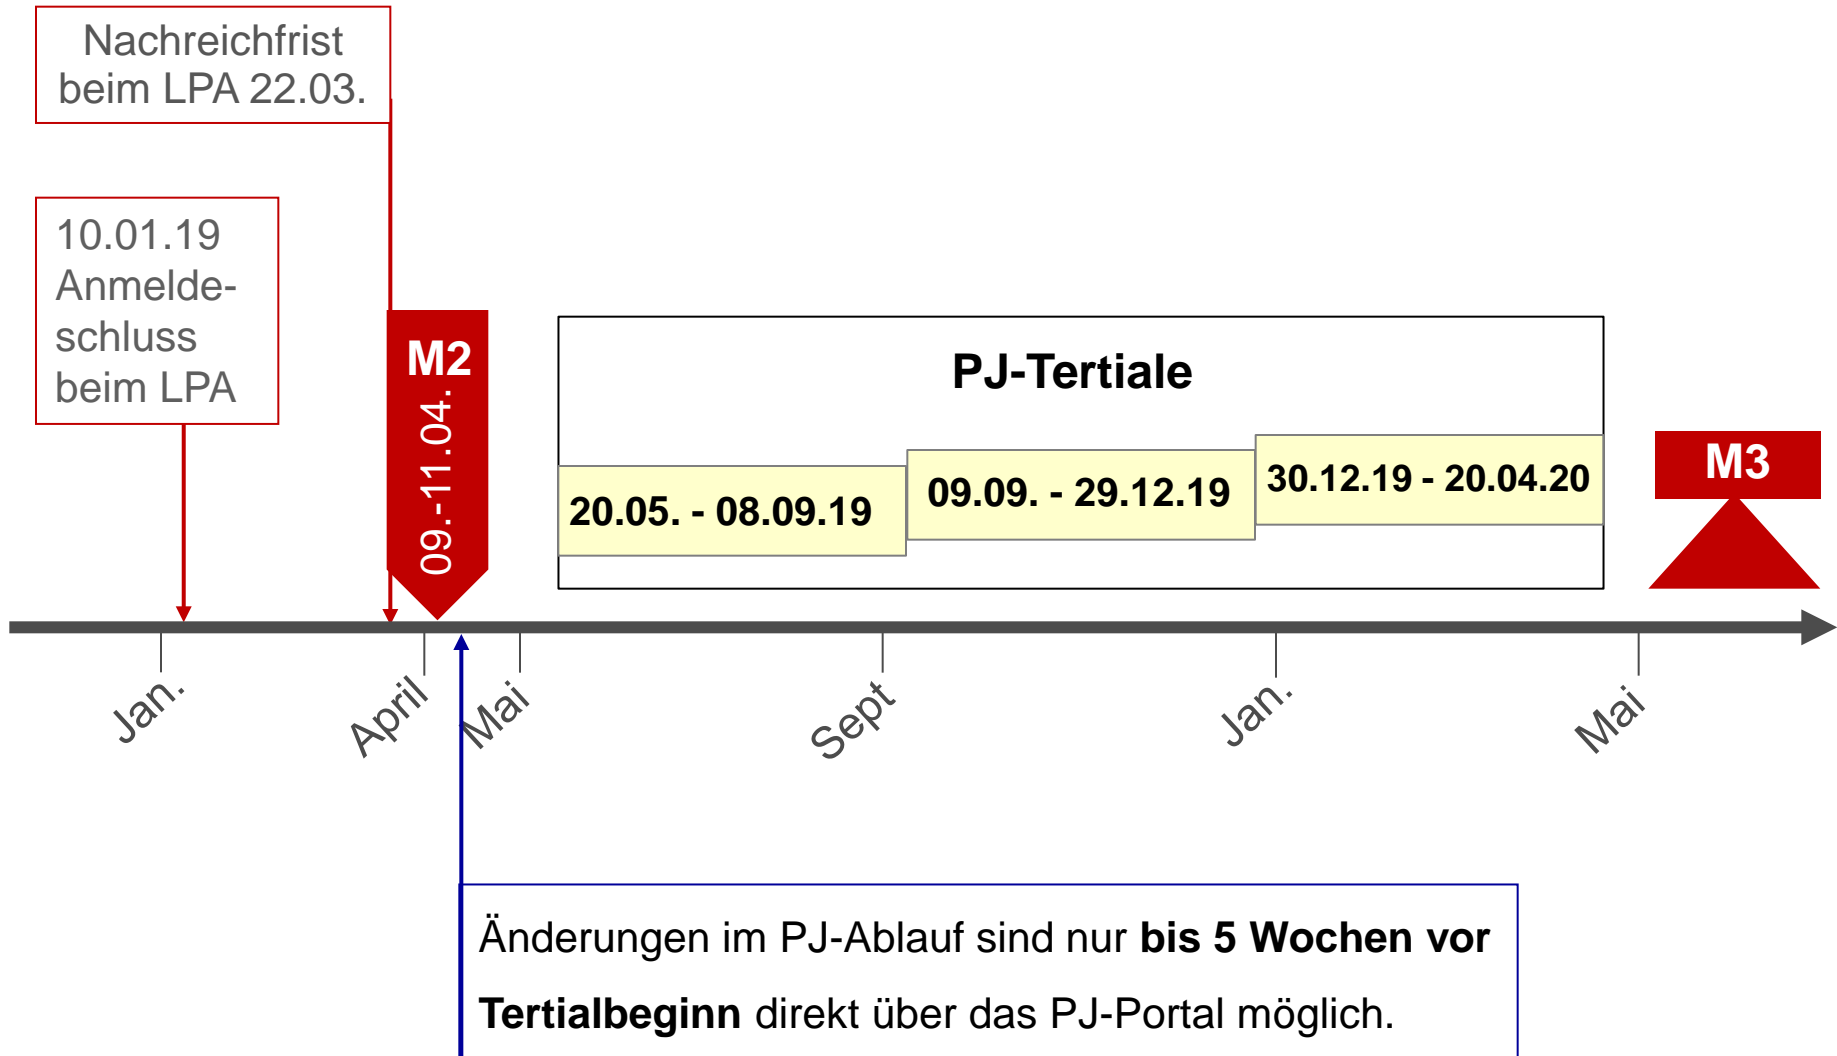 Nachreichfrist
beim LPA 22.03.
10.01.19
Anmelde-
schluss
beim LPA
M2
09.-11.04.
PJ-Tertiale
20.05. - 08.09.19
09.09. - 29.12.19
30.12.19 - 20.04.20
M3
Jan.
April
Mai
Sept
Jan.
Mai
Änderungen im PJ-Ablauf sind nur bis 5 Wochen vor
Tertialbeginn direkt über das PJ-Portal möglich.